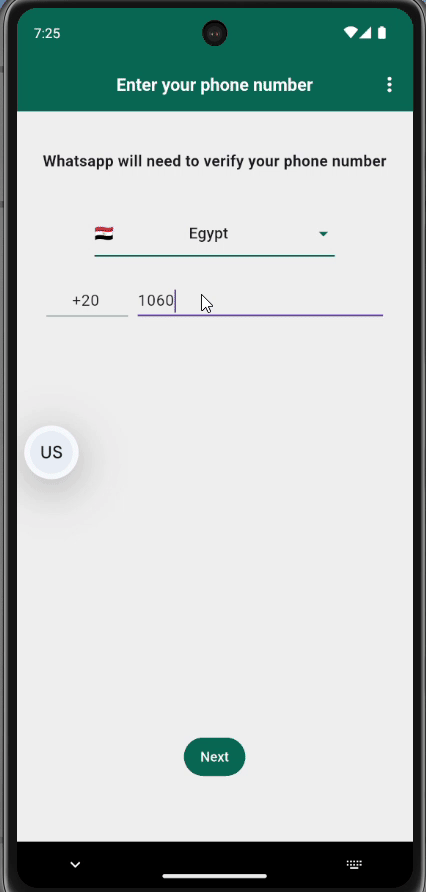 7:25
Enter your phone number
Whatsapp will need to verify your phone number
Egypt
+20 1060
US
Next